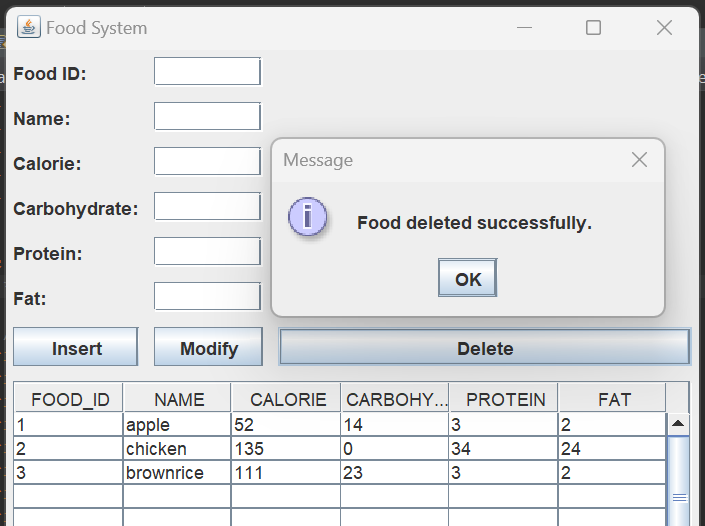 Food System
Food ID:
Name:
Calorie:
Carbohydrate:
Protein:
Fat:
Message
Food deleted successfully.
OK
Insert Modify Delete
FOOD_ID NAME CALORIE CARBOHY... PROTEIN FAT
1 apple 52 14 3 2
2 chicken 135 0 34 24
3 brownrice 111 23 3 2